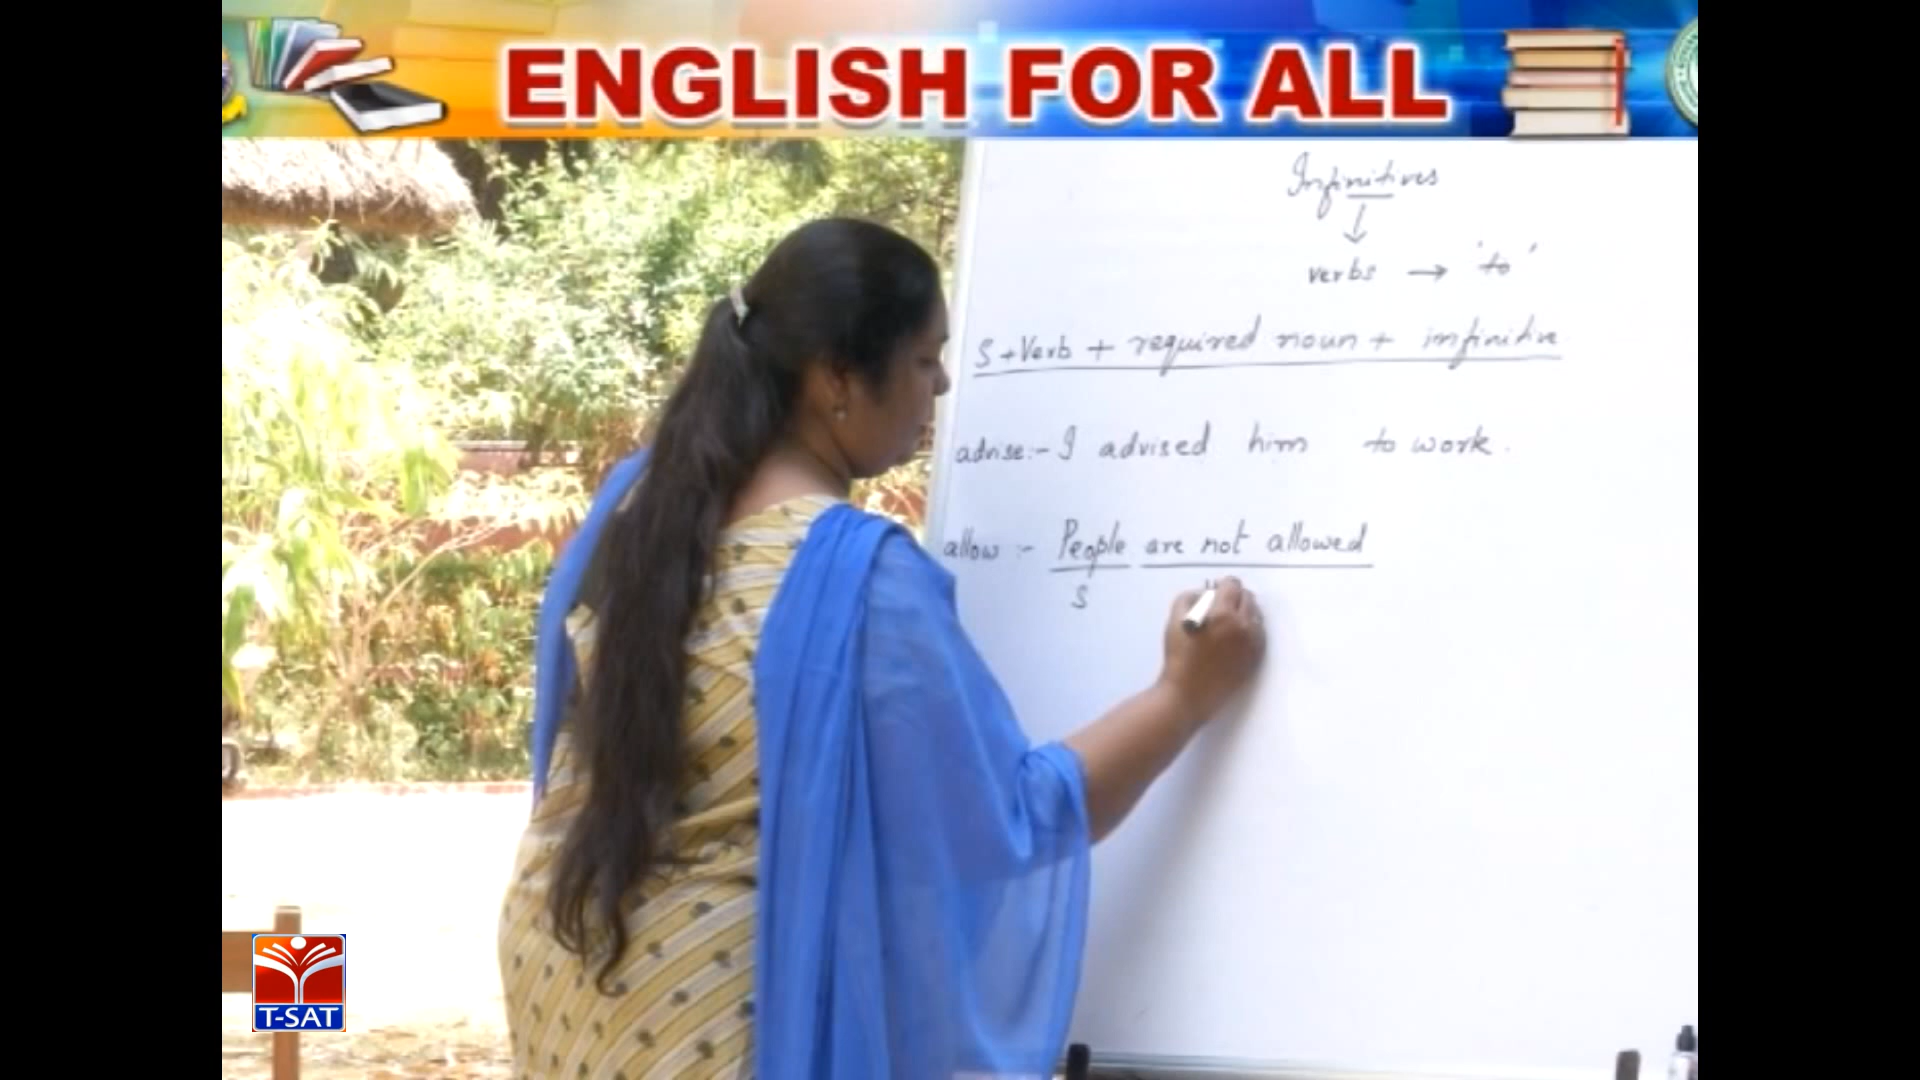 ENGLISH FOR ALL
Infinitives
↓
verbs → 'to'
S + Verb + required noun + infinitive
advise:- I advised him to work.
allow :- People are not allowed
S
T-SAT